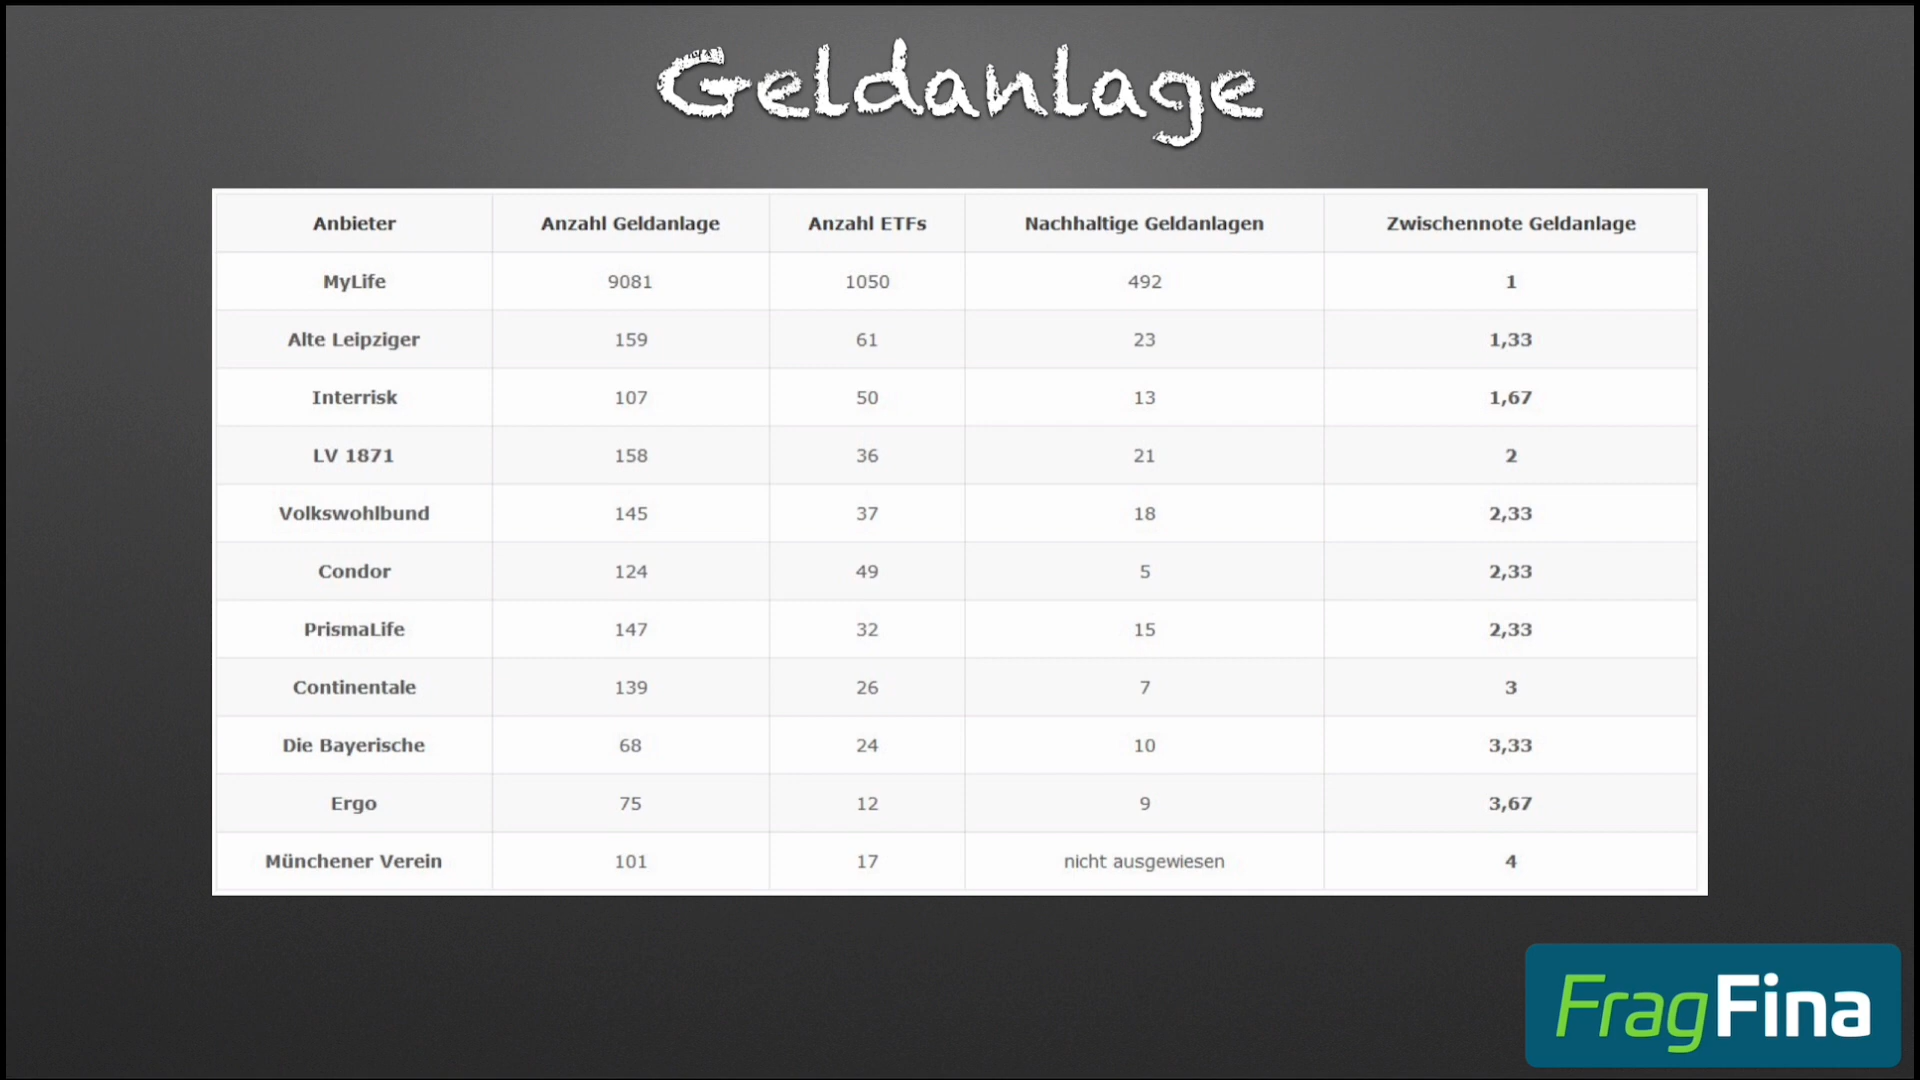 Geldanlage
Anbieter Anzahl Geldanlage Anzahl ETFs Nachhaltige Geldanlagen Zwischennote Geldanlage
MyLife 9081 1050 492 1
Alte Leipziger 159 61 23 1,33
Interrisk 107 50 13 1,67
LV 1871 158 36 21 2
Volkswohlbund 145 37 18 2,33
Condor 124 49 5 2,33
PrismaLife 147 32 15 2,33
Continentale 139 26 7 3
Die Bayerische 68 24 10 3,33
Ergo 75 12 9 3,67
Münchener Verein 101 17 nicht ausgewiesen 4
FragFina